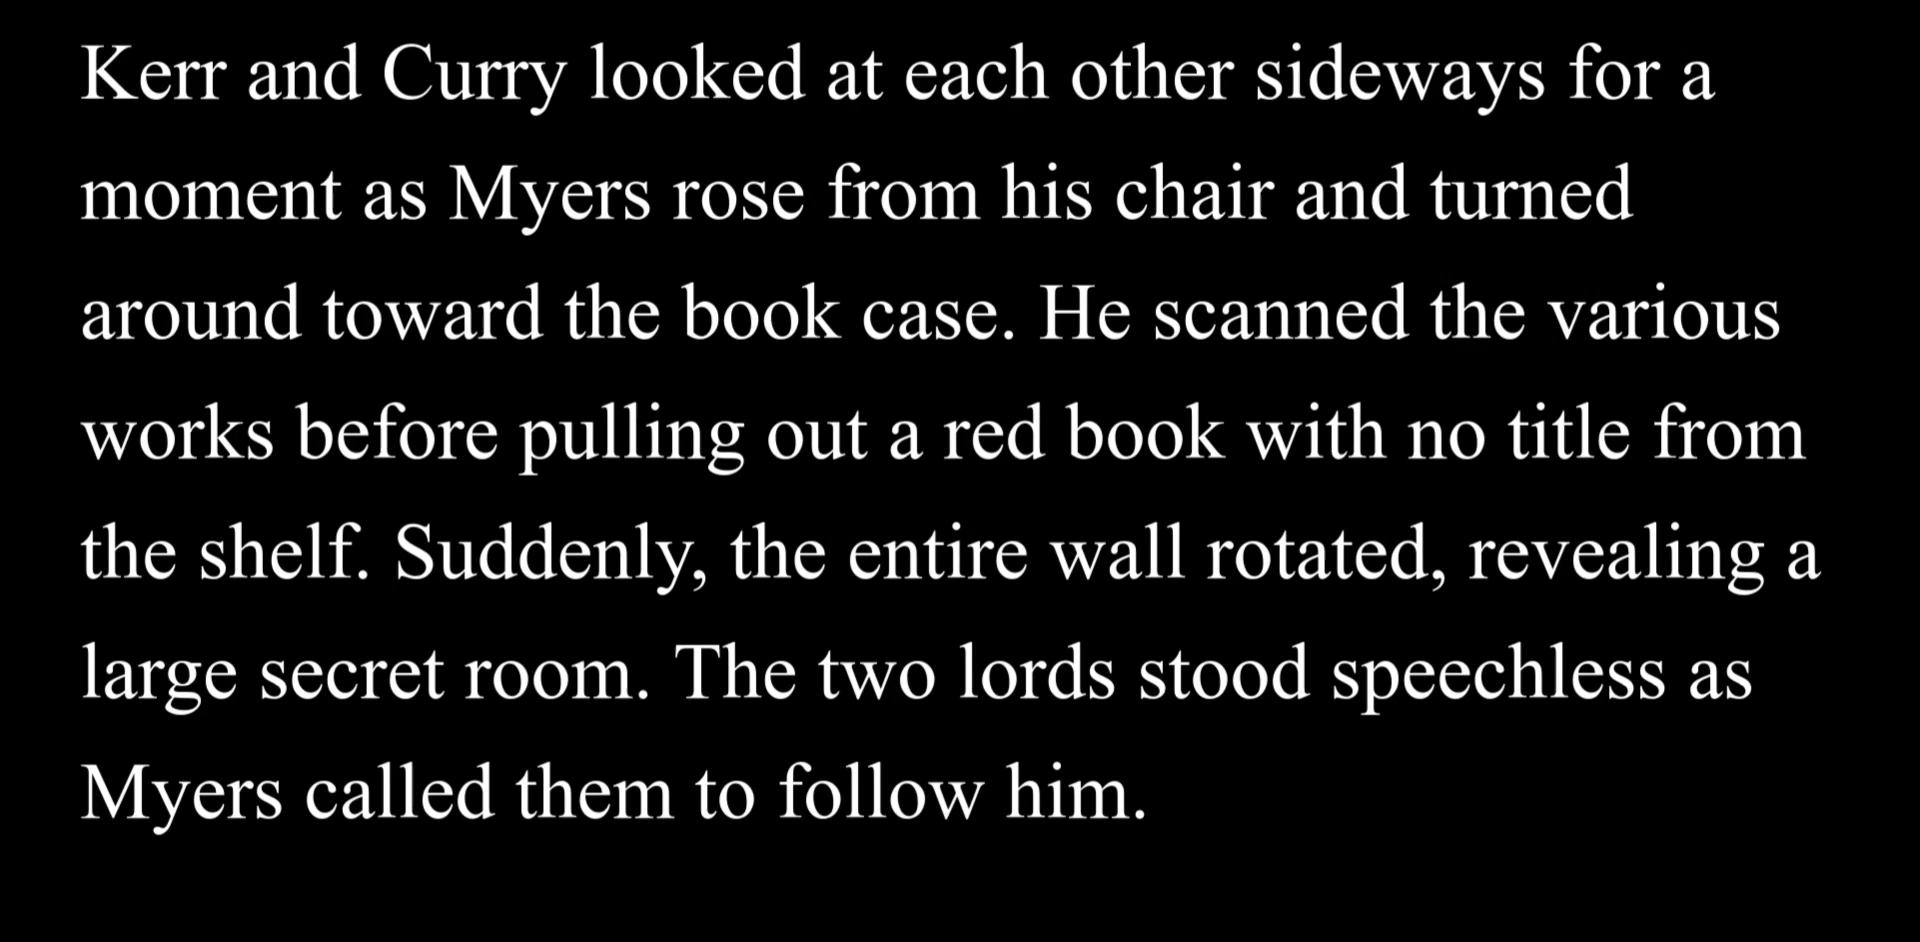 Kerr and Curry looked at each other sideways for a
moment as Myers rose from his chair and turned
around toward the book case. He scanned the various
works before pulling out a red book with no title from
the shelf. Suddenly, the entire wall rotated, revealing a
large secret room. The two lords stood speechless as
Myers called them to follow him.